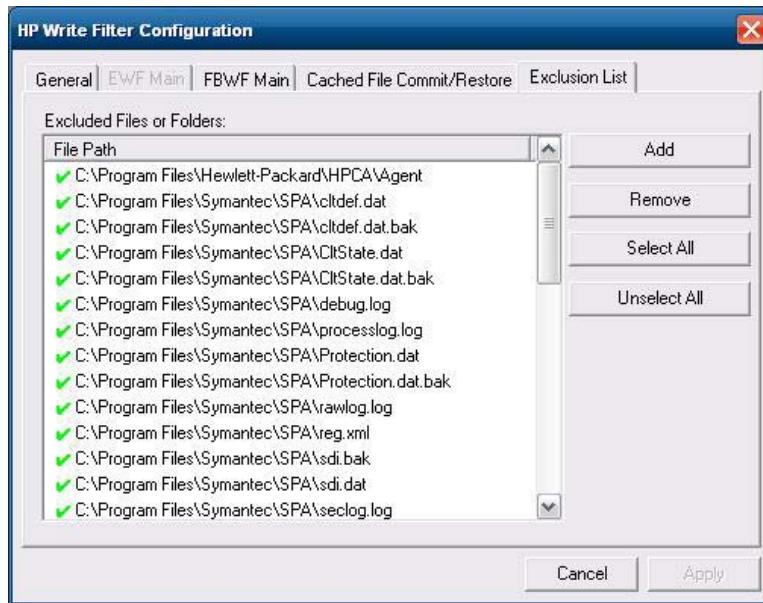 HP Write Filter Configuration
General EWF Main FBWF Main Cached File Commit/Restore Exclusion List
Excluded Files or Folders:
File Path
C:\Program Files\Hewlett-Packard\HPCA\Agent
C:\Program Files\Symantec\SPA\cltdef.dat
C:\Program Files\Symantec\SPA\cltdef.dat.bak
C:\Program Files\Symantec\SPA\CltState.dat
C:\Program Files\Symantec\SPA\CltState.dat.bak
C:\Program Files\Symantec\SPA\debug.log
C:\Program Files\Symantec\SPA\processlog.log
C:\Program Files\Symantec\SPA\Protection.dat
C:\Program Files\Symantec\SPA\Protection.dat.bak
C:\Program Files\Symantec\SPA\rawlog.log
C:\Program Files\Symantec\SPA\reg.xml
C:\Program Files\Symantec\SPA\sdi.bak
C:\Program Files\Symantec\SPA\sdi.dat
C:\Program Files\Symantec\SPA\seclog.log
Add
Remove
Select All
Unselect All
Cancel Apply